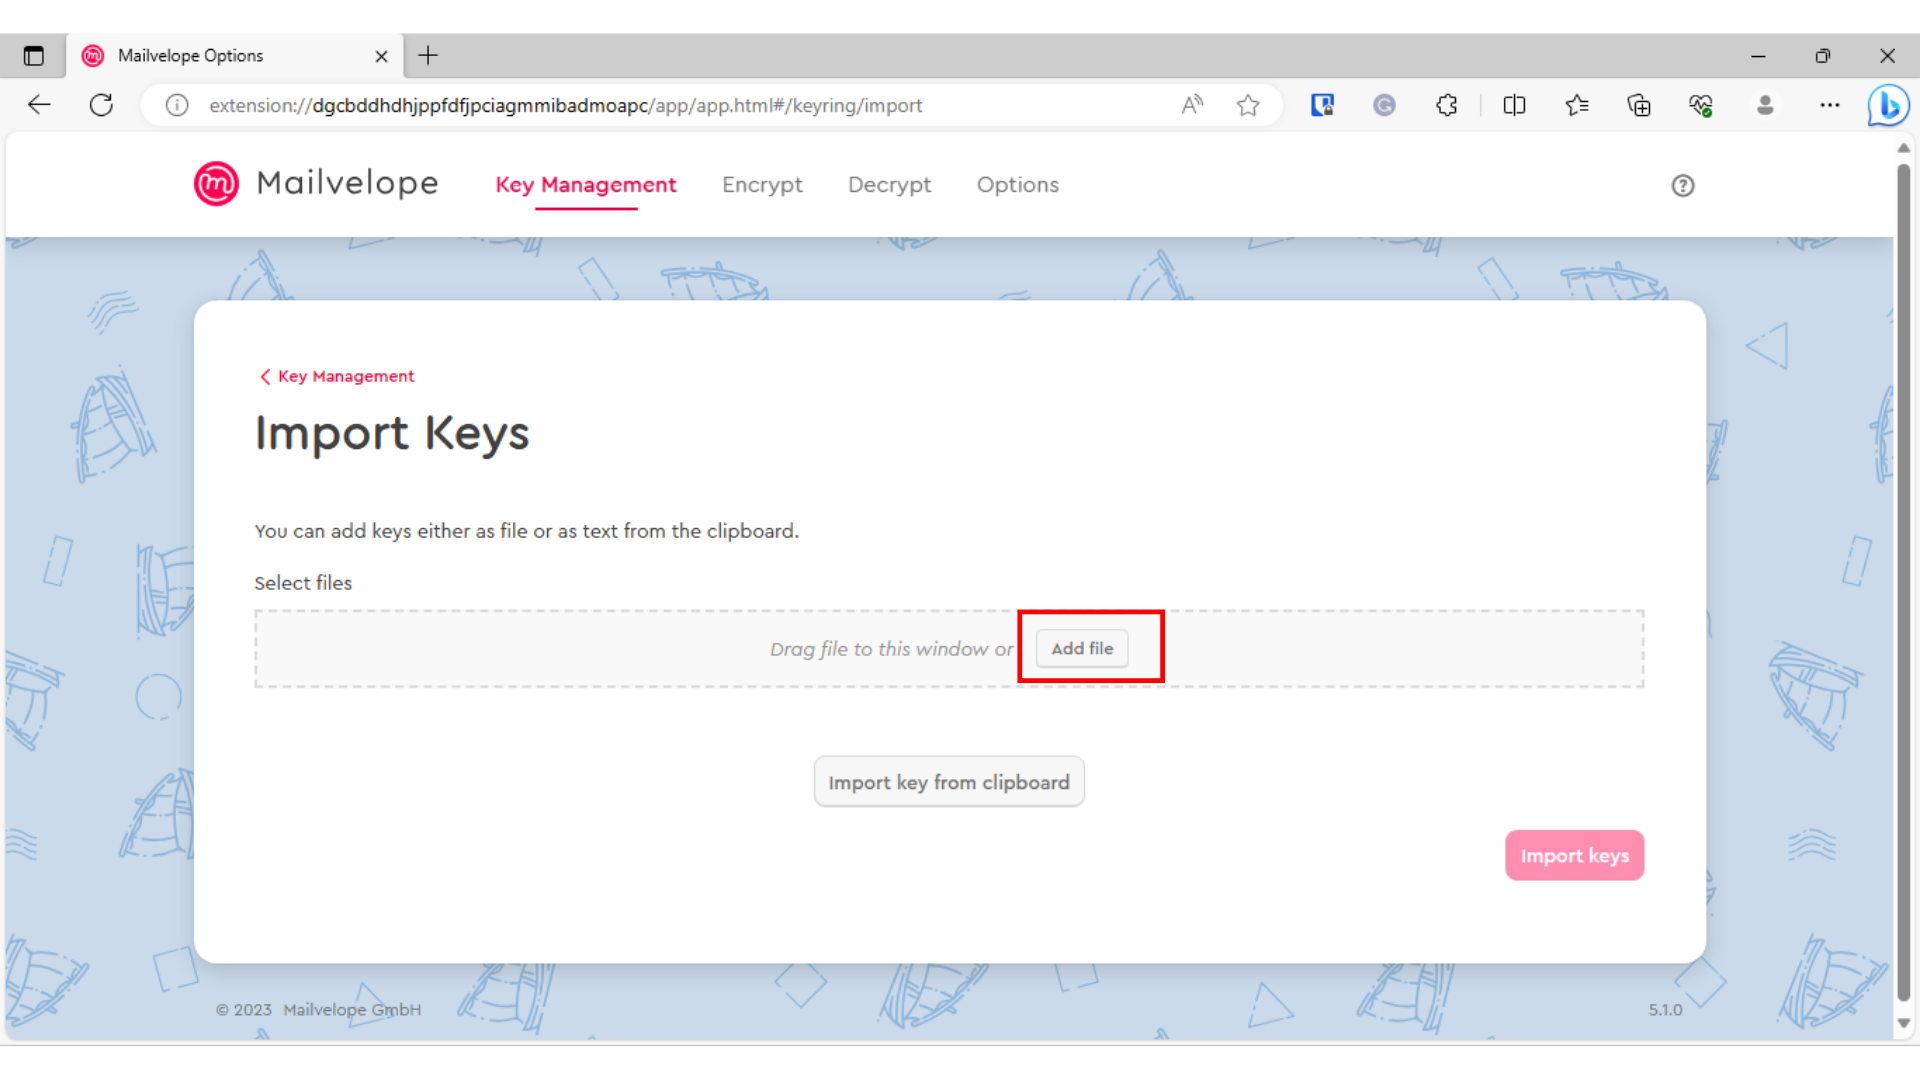 Mailvelope Options
extension://dgcbddhdhjppfdfjpciagmmibadmoapc/app/app.html#/keyring/import
Mailvelope Key Management Encrypt Decrypt Options
Key Management
Import Keys
You can add keys either as file or as text from the clipboard.
Select files
Drag file to this window or Add file
Import key from clipboard
Import keys
© 2023 Mailvelope GmbH 5.1.0